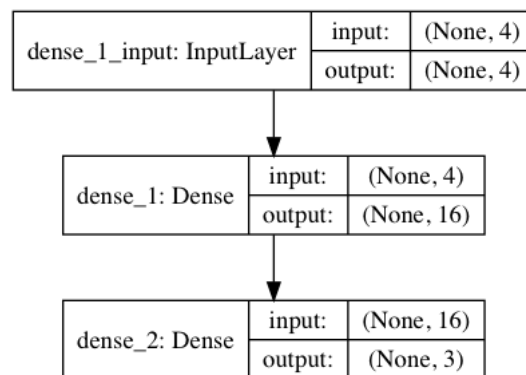 dense_1_input: InputLayer
input: (None, 4)
output: (None, 4)
dense_1: Dense
input: (None, 4)
output: (None, 16)
dense_2: Dense
input: (None, 16)
output: (None, 3)